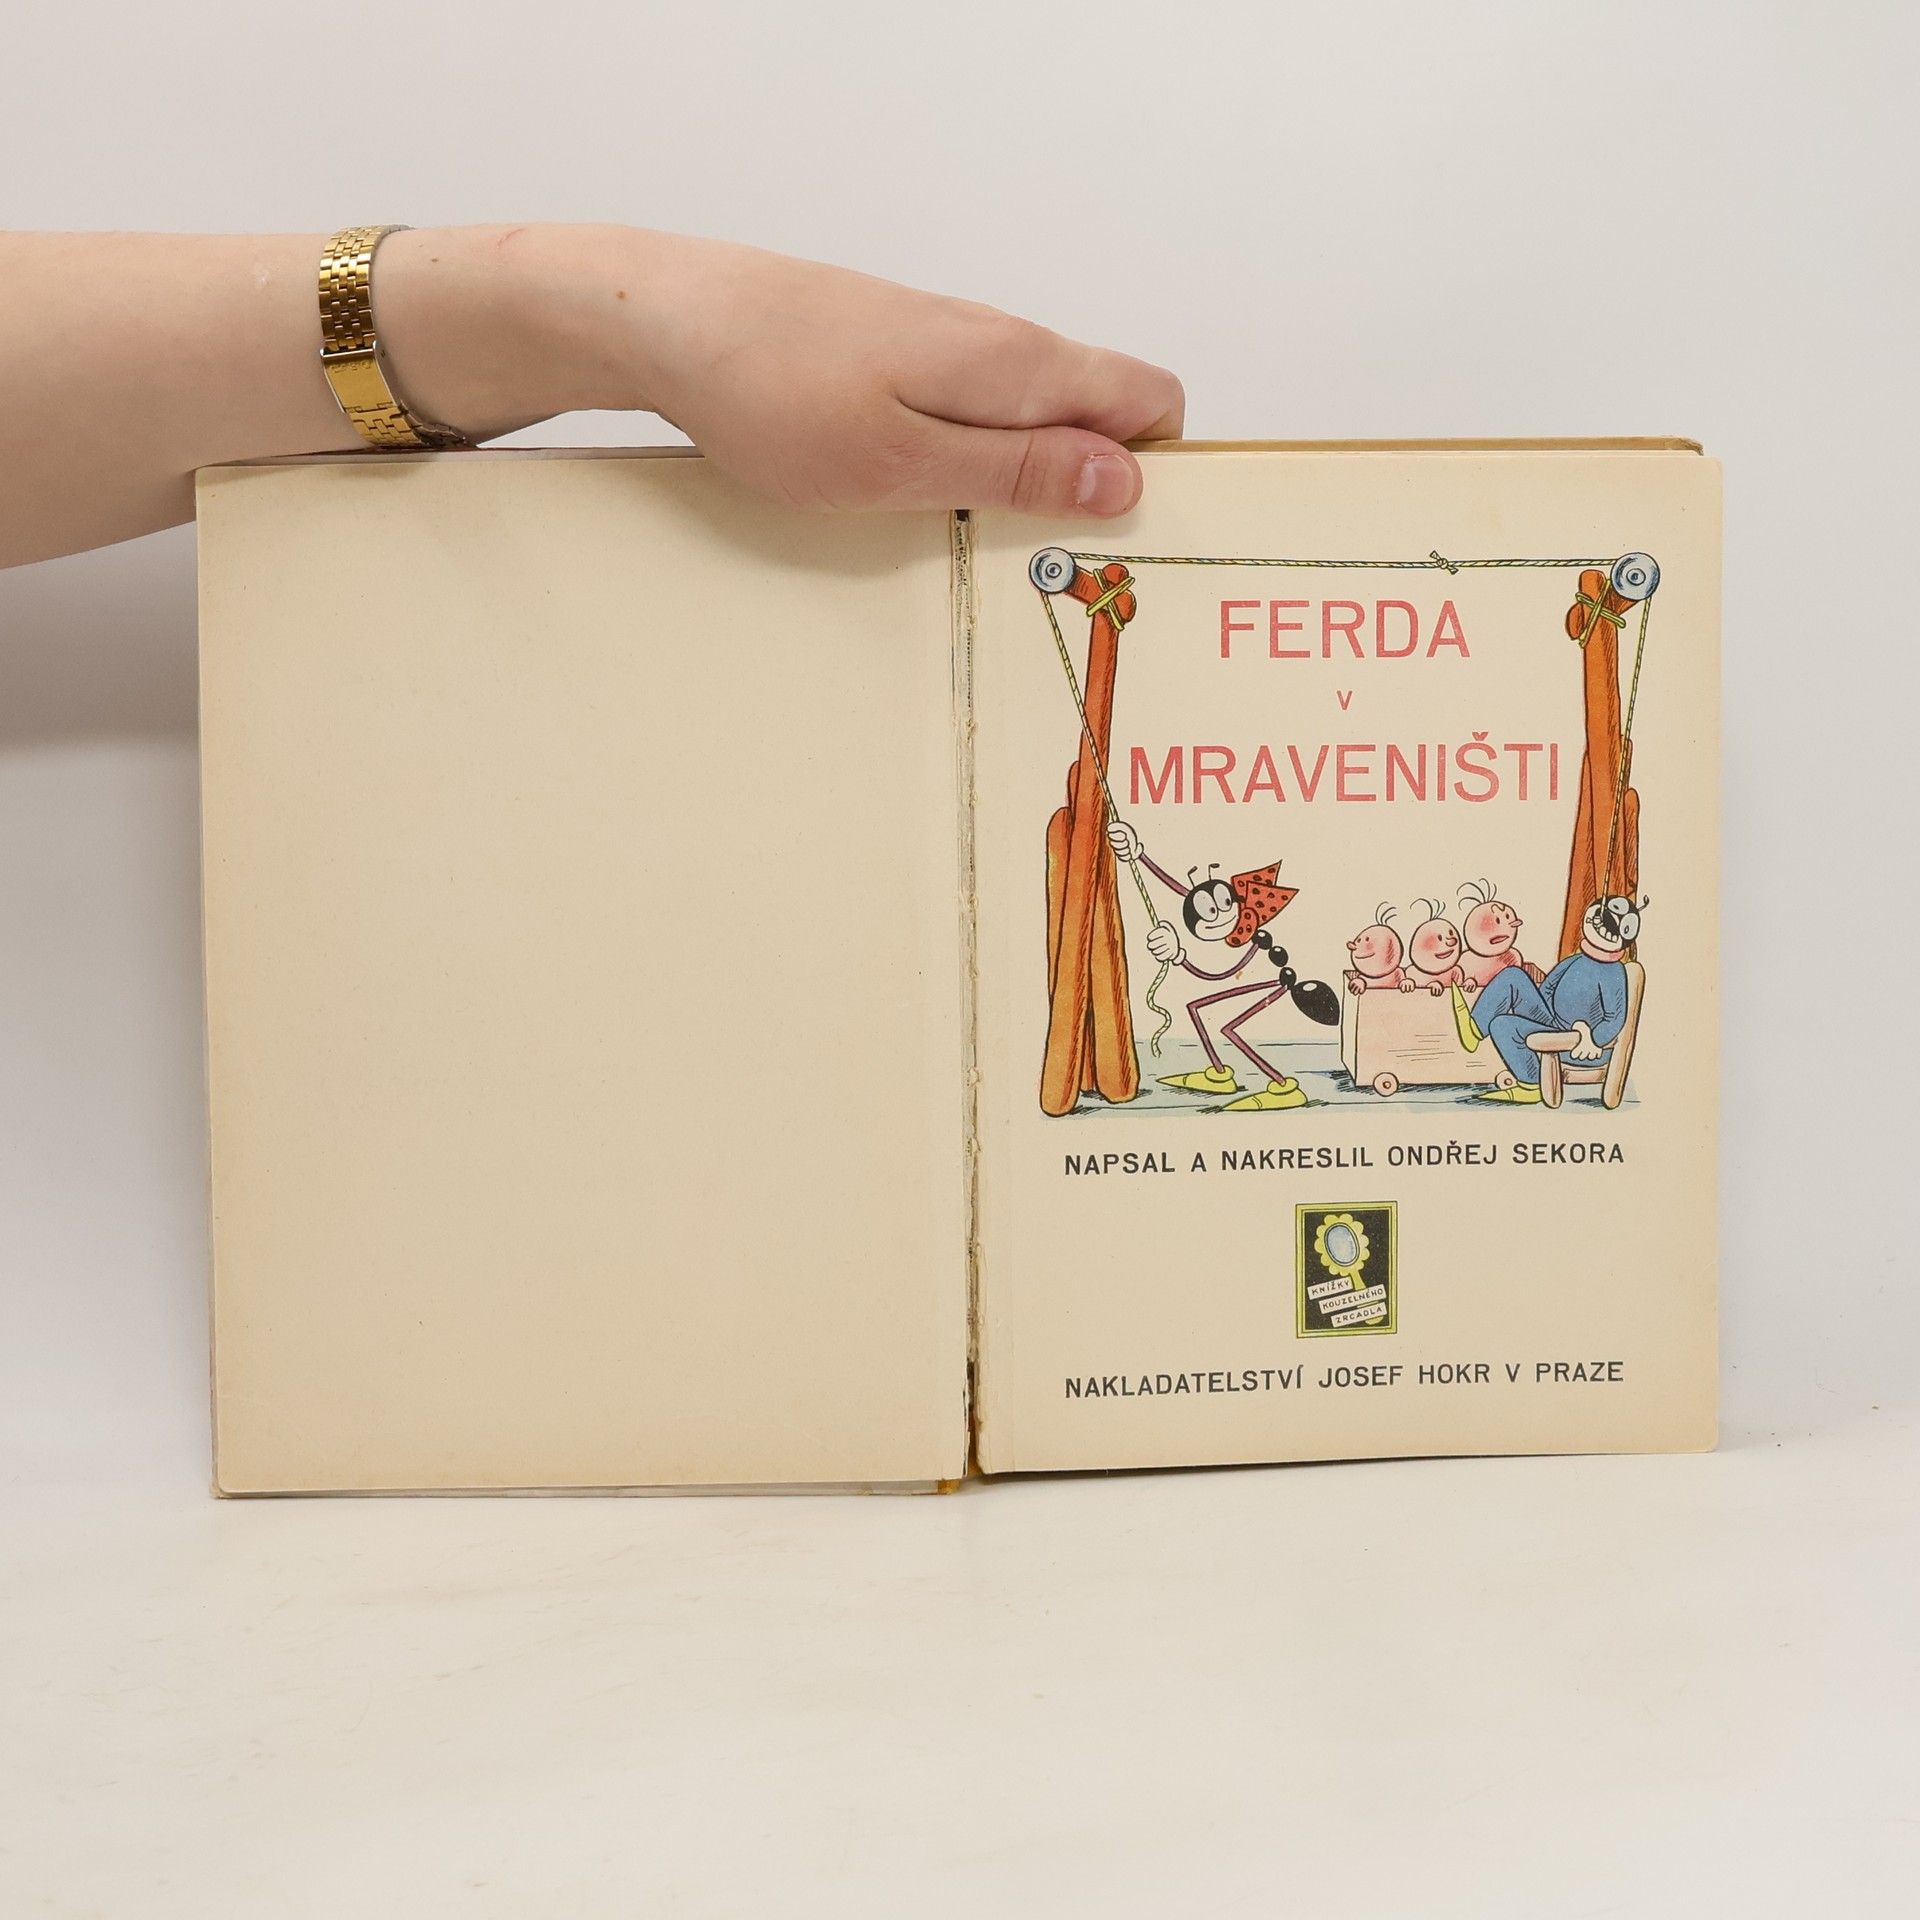 FERDA
V
MRAVENIŠTI
NAPSAL A NAKRESLIL ONDŘEJ SEKORA
KNÍŽKY
KOUZELNÉHO
ZRCADLA
NAKLADATELSTVÍ JOSEF HOKR V PRAZE